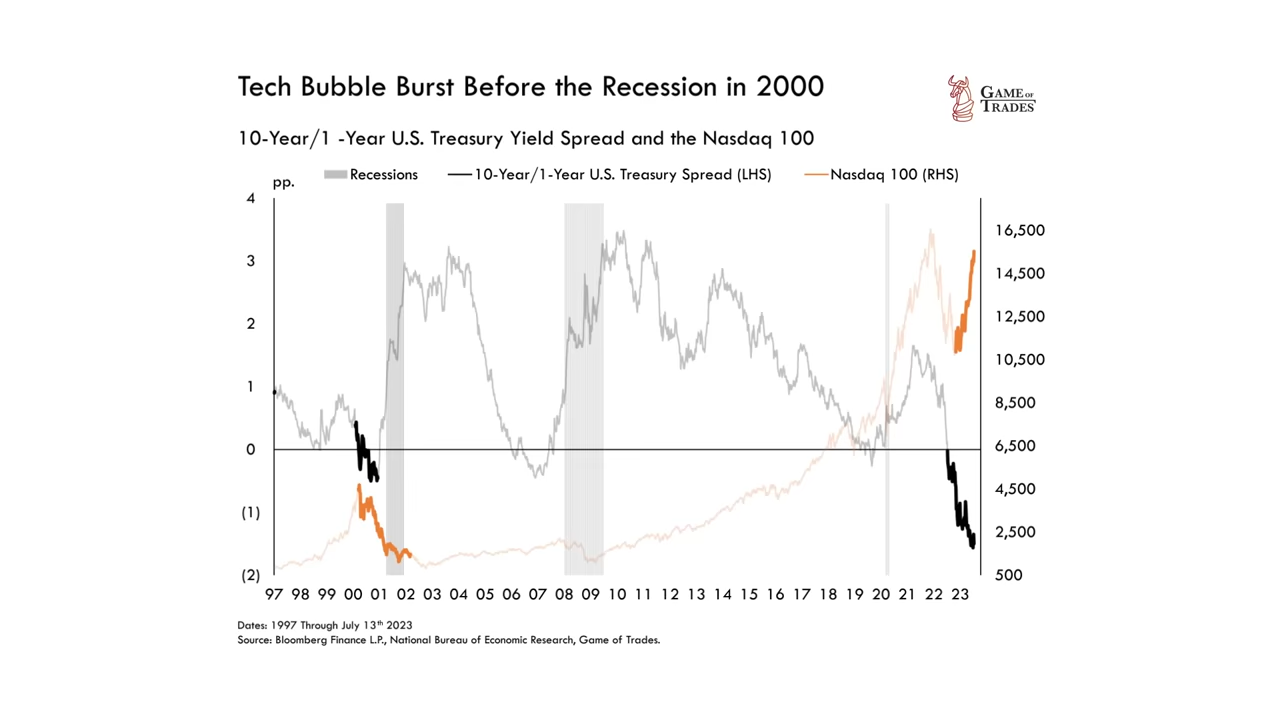 Tech Bubble Burst Before the Recession in 2000
GAME OF
TRADES
10-Year/1 -Year U.S. Treasury Yield Spread and the Nasdaq 100
pp.
Recessions
10-Year/1-Year U.S. Treasury Spread (LHS)
Nasdaq 100 (RHS)
4
3
2
1
0
(1)
(2)
16,500
14,500
12,500
10,500
8,500
6,500
4,500
2,500
500
97 98 99 00 01 02 03 04 05 06 07 08 09 10 11 12 13 14 15 16 17 18 19 20 21 22 23
Dates: 1997 Through July 13th 2023
Source: Bloomberg Finance L.P., National Bureau of Economic Research, Game of Trades.